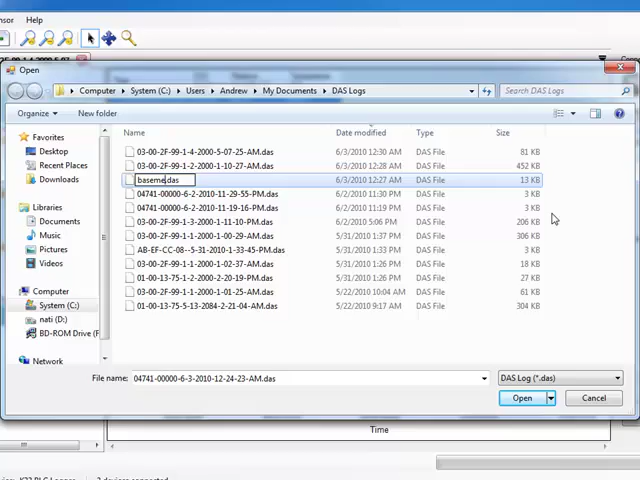 Help
Open
Computer System (C:) Users Andrew My Documents DAS Logs
Search DAS Logs
Organize New folder
Favorites
Desktop
Recent Places
Downloads
Libraries
Documents
Music
Pictures
Videos
Computer
System (C:)
nati (D:)
BD-ROM Drive (F
Network
Name Date modified Type Size
03-00-2F-99-1-4-2000-5-07-25-AM.das 6/3/2010 12:30 AM DAS File 81 KB
03-00-2F-99-1-2-2000-1-10-27-AM.das 6/3/2010 12:28 AM DAS File 452 KB
baseme.das 6/3/2010 12:27 AM DAS File 13 KB
04741-00000-6-2-2010-11-29-55-PM.das 6/2/2010 11:30 PM DAS File 3 KB
04741-00000-6-2-2010-11-19-16-PM.das 6/2/2010 11:19 PM DAS File 3 KB
03-00-2F-99-1-3-2000-1-11-10-PM.das 6/2/2010 5:06 PM DAS File 206 KB
03-00-2F-99-1-1-2000-5-01-29-AM.das 5/31/2010 1:37 PM DAS File 306 KB
AB-EF-CC-08--5-31-2010-1-33-45-PM.das 5/31/2010 1:33 PM DAS File 3 KB
03-00-2F-99-1-1-2000-1-02-37-AM.das 5/31/2010 1:26 PM DAS File 18 KB
01-00-13-75-1-2-2000-2-20-19-PM.das 5/31/2010 1:25 PM DAS File 27 KB
03-00-2F-99-1-1-2000-1-01-25-AM.das 5/22/2010 10:04 AM DAS File 61 KB
01-00-13-75-5-13-2084-2-21-04-AM.das 5/22/2010 9:17 AM DAS File 304 KB
File name: 04741-00000-6-3-2010-12-24-23-AM.das DAS Log (*.das)
Open Cancel
Time